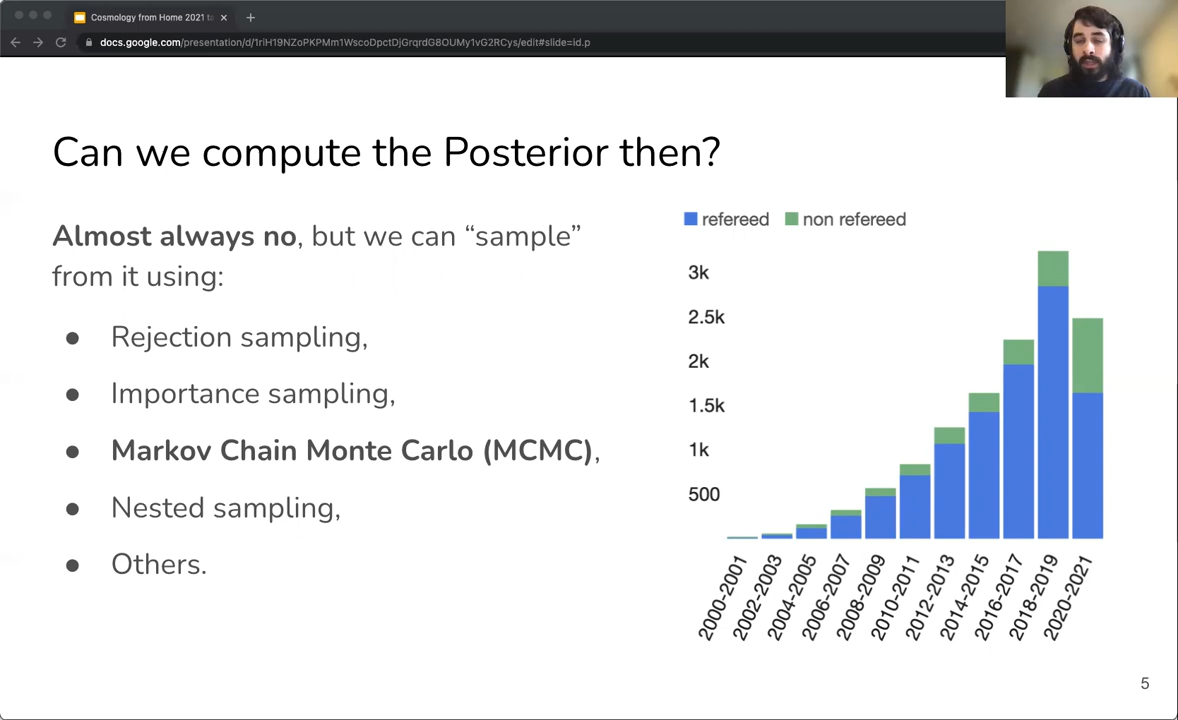 Cosmology from Home 2021 t
docs.google.com/presentation/d/1riH19NZoPKPMm1WscoDpctDjGrqrdG8OUMy1vG2RCys/edit#slide=id.p
Can we compute the Posterior then?
Almost always no, but we can “sample”
from it using:
● Rejection sampling,
● Importance sampling,
● Markov Chain Monte Carlo (MCMC),
● Nested sampling,
● Others.
refereed non refereed
3k
2.5k
2k
1.5k
1k
500
2000-2001
2002-2003
2004-2005
2006-2007
2008-2009
2010-2011
2012-2013
2014-2015
2016-2017
2018-2019
2020-2021
5